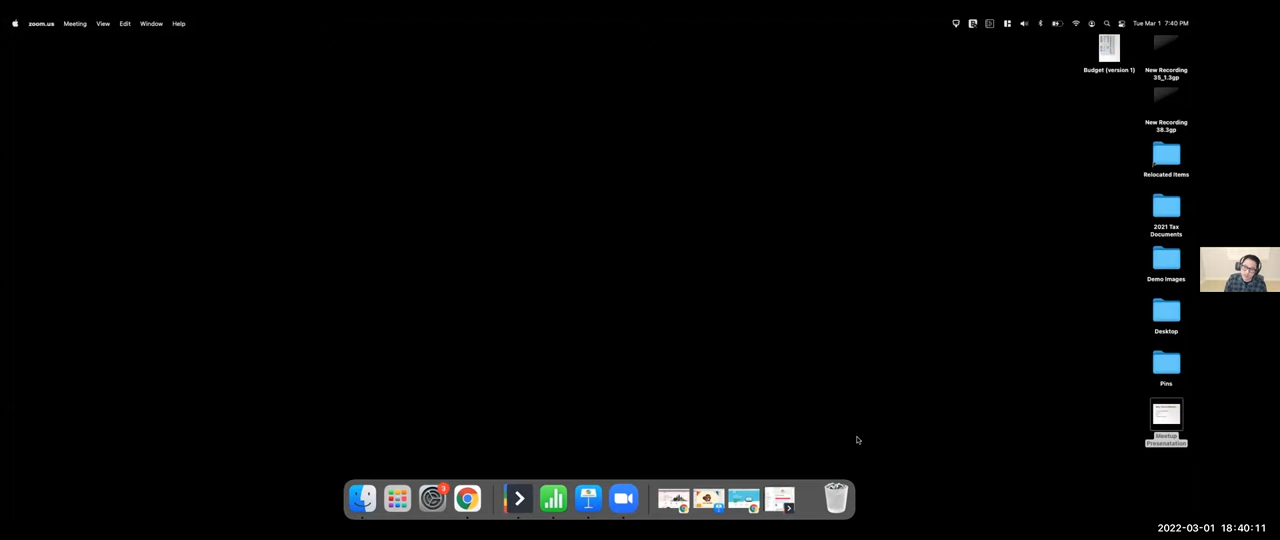 zoom.us Meeting View Edit Window Help Tue Mar 1 7:40 PM
Budget (version 1)
New Recording
35_1.3gp
New Recording
38.3gp
Relocated Items
2021 Tax
Documents
Demo Images
Desktop
Pins
Meetup
Presenatation
3
2022-03-01 18:40:11